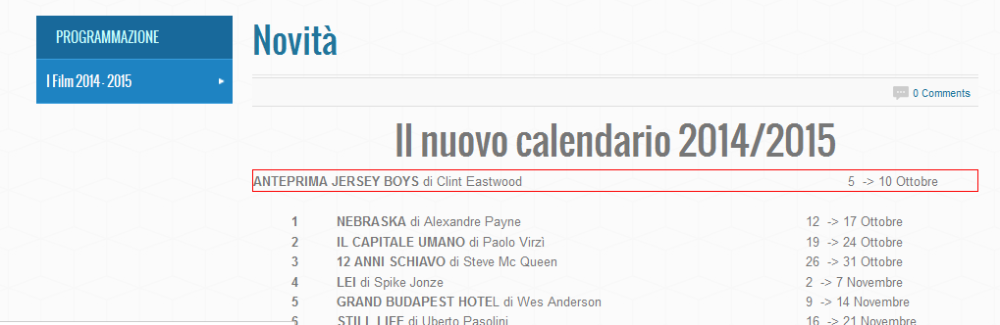 PROGRAMMAZIONE
I Film 2014 - 2015
Novità
0 Comments
Il nuovo calendario 2014/2015
ANTEPRIMA JERSEY BOYS di Clint Eastwood 5 -> 10 Ottobre
1 NEBRASKA di Alexandre Payne 12 -> 17 Ottobre
2 IL CAPITALE UMANO di Paolo Virzì 19 -> 24 Ottobre
3 12 ANNI SCHIAVO di Steve Mc Queen 26 -> 31 Ottobre
4 LEI di Spike Jonze 2 -> 7 Novembre
5 GRAND BUDAPEST HOTEL di Wes Anderson 9 -> 14 Novembre
6 STILL LIFE di Uberto Pasolini 16 -> 21 Novembre